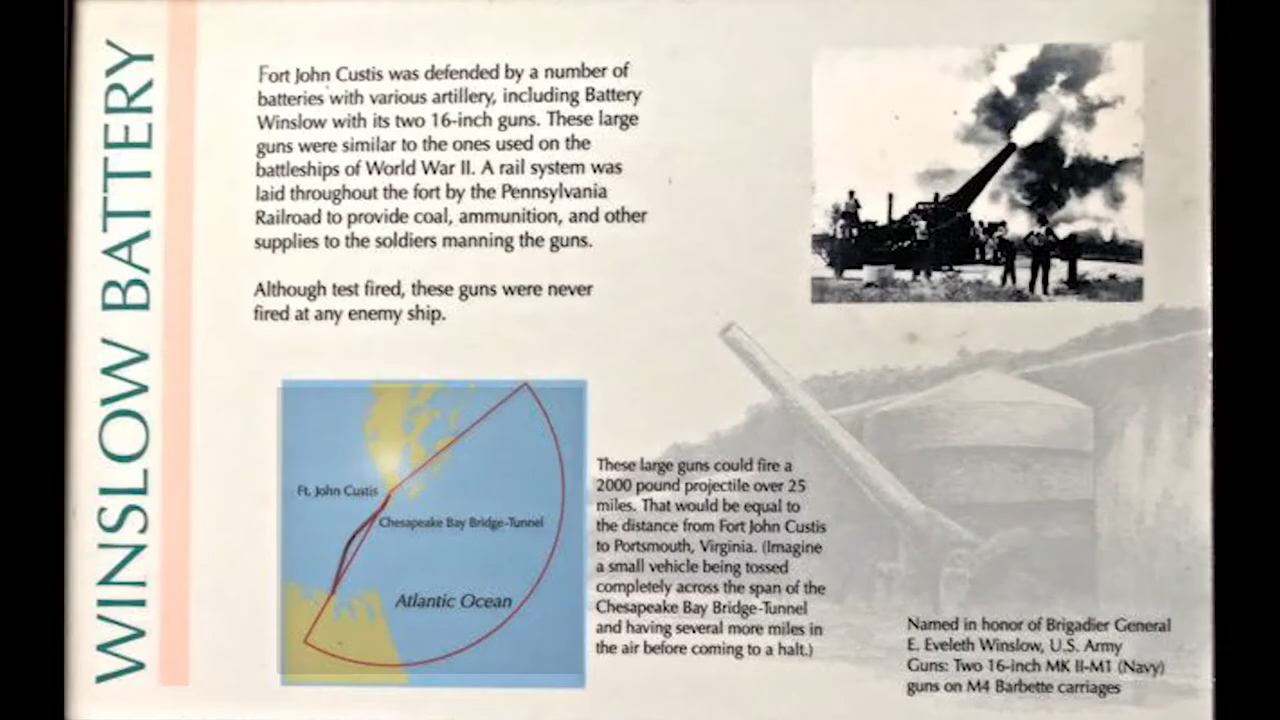 WINSLOW BATTERY
Fort John Custis was defended by a number of
batteries with various artillery, including Battery
Winslow with its two 16-inch guns. These large
guns were similar to the ones used on the
battleships of World War II. A rail system was
laid throughout the fort by the Pennsylvania
Railroad to provide coal, ammunition, and other
supplies to the soldiers manning the guns.
Although test fired, these guns were never
fired at any enemy ship.
Ft. John Custis
Chesapeake Bay Bridge-Tunnel
Atlantic Ocean
These large guns could fire a
2000 pound projectile over 25
miles. That would be equal to
the distance from Fort John Custis
to Portsmouth, Virginia. (Imagine
a small vehicle being tossed
completely across the span of the
Chesapeake Bay Bridge-Tunnel
and having several more miles in
the air before coming to a halt.)
Named in honor of Brigadier General
E. Eveleth Winslow, U.S. Army
Guns: Two 16-inch MK II-M1 (Navy)
guns on M4 Barbette carriages